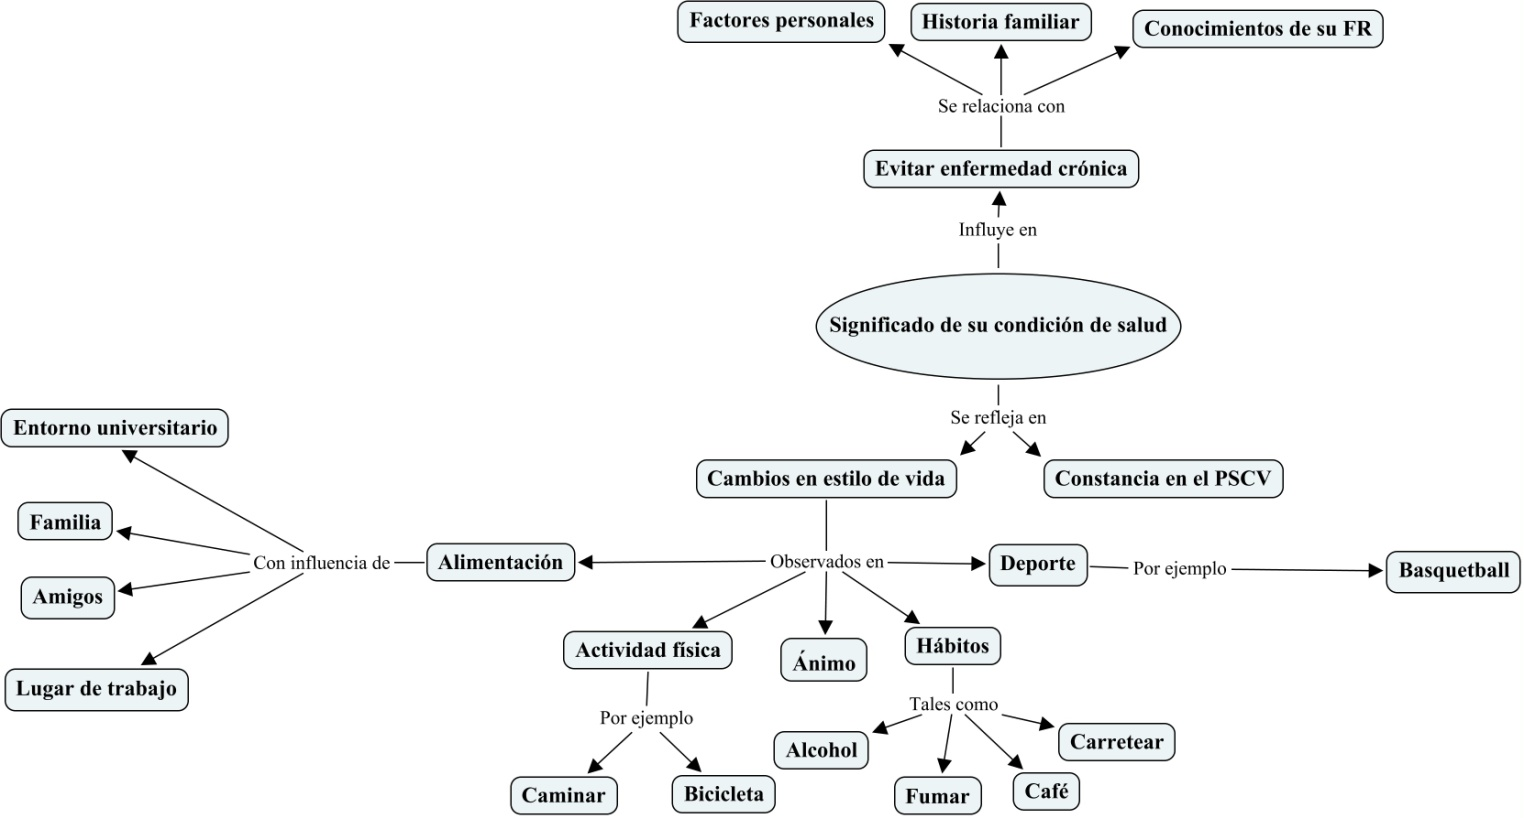 Factores personales
Historia familiar
Conocimientos de su FR
Se relaciona con
Evitar enfermedad crónica
Influye en
Significado de su condición de salud
Se refleja en
Entorno universitario
Cambios en estilo de vida
Constancia en el PSCV
Familia
Con influencia de
Alimentación
Observados en
Deporte
Por ejemplo
Basquetball
Amigos
Actividad física
Ánimo
Hábitos
Lugar de trabajo
Por ejemplo
Tales como
Alcohol
Carretear
Caminar
Bicicleta
Fumar
Café